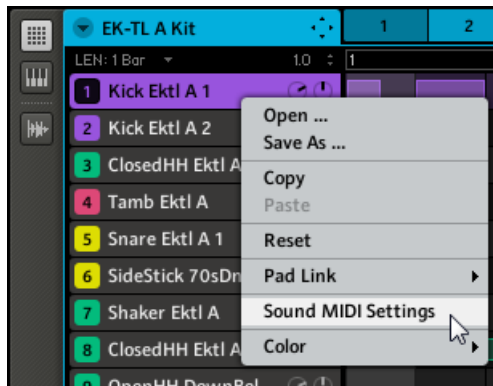 EK-TL A Kit 1 2
LEN: 1 Bar 1.0 1
1 Kick Ektl A 1
2 Kick Ektl A 2
3 ClosedHH Ektl A
4 Tamb Ektl A
5 Snare Ektl A 1
6 SideStick 70sDn
7 Shaker Ektl A
8 ClosedHH Ektl A
Open ...
Save As ...
Copy
Paste
Reset
Pad Link
Sound MIDI Settings
Color